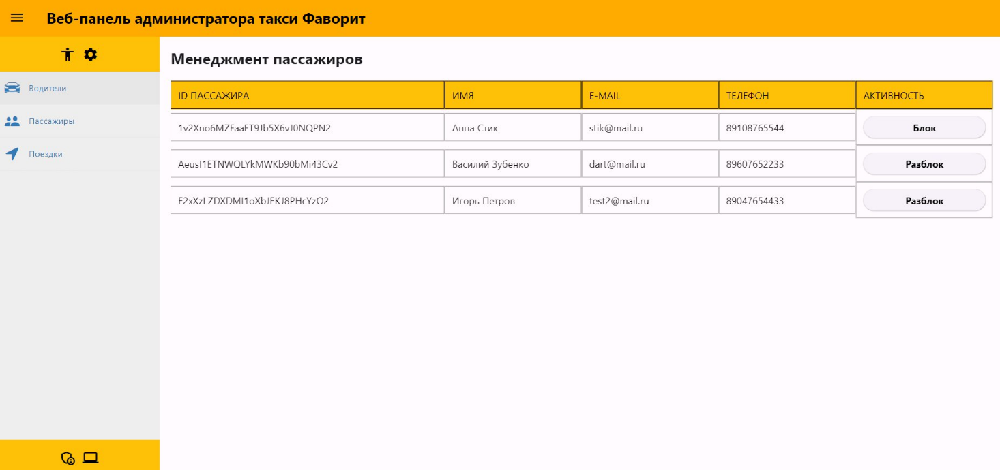 Веб-панель администратора такси Фаворит
Менеджмент пассажиров
Водители
Пассажиры
Поездки
ID ПАССАЖИРА ИМЯ E-MAIL ТЕЛЕФОН АКТИВНОСТЬ
1v2Xno6MZFaaFT9Jb5X6vJ0NQPN2 Анна Стик stik@mail.ru 89108765544 Блок
AeusI1ETNWQLYkMWKb90bMi43Cv2 Василий Зубенко dart@mail.ru 89607652233 Разблок
E2xXzLZDXDMI1oXbJEKJ8PHcYzO2 Игорь Петров test2@mail.ru 89047654433 Разблок